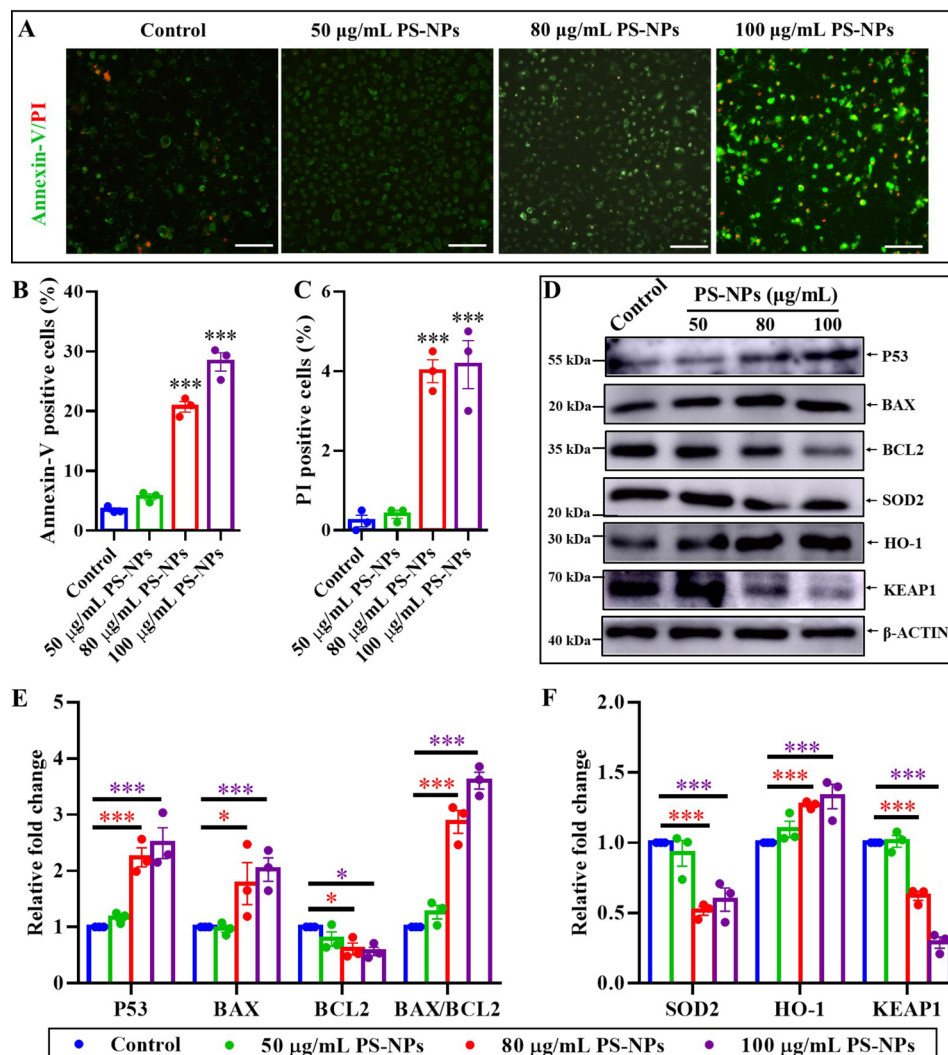 A
Control
50 µg/mL PS-NPs
80 µg/mL PS-NPs
100 µg/mL PS-NPs
Annexin-V/PI
B
Annexin-V positive cells (%)
40
30
20
10
0
Control
50 µg/mL PS-NPs
80 µg/mL PS-NPs
100 µg/mL PS-NPs
***
***
C
PI positive cells (%)
6
4
2
0
Control
50 µg/mL PS-NPs
80 µg/mL PS-NPs
100 µg/mL PS-NPs
***
***
D
Control
PS-NPs (µg/mL)
50 80 100
55 kDa P53
20 kDa BAX
35 kDa BCL2
20 kDa SOD2
30 kDa HO-1
70 kDa KEAP1
40 kDa β-ACTIN
E
Relative fold change
5
4
3
2
1
0
***
***
***
*
*
*
***
***
P53 BAX BCL2 BAX/BCL2
F
Relative fold change
2.0
1.5
1.0
0.5
0.0
***
***
***
***
***
***
SOD2 HO-1 KEAP1
Control 50 µg/mL PS-NPs 80 µg/mL PS-NPs 100 µg/mL PS-NPs